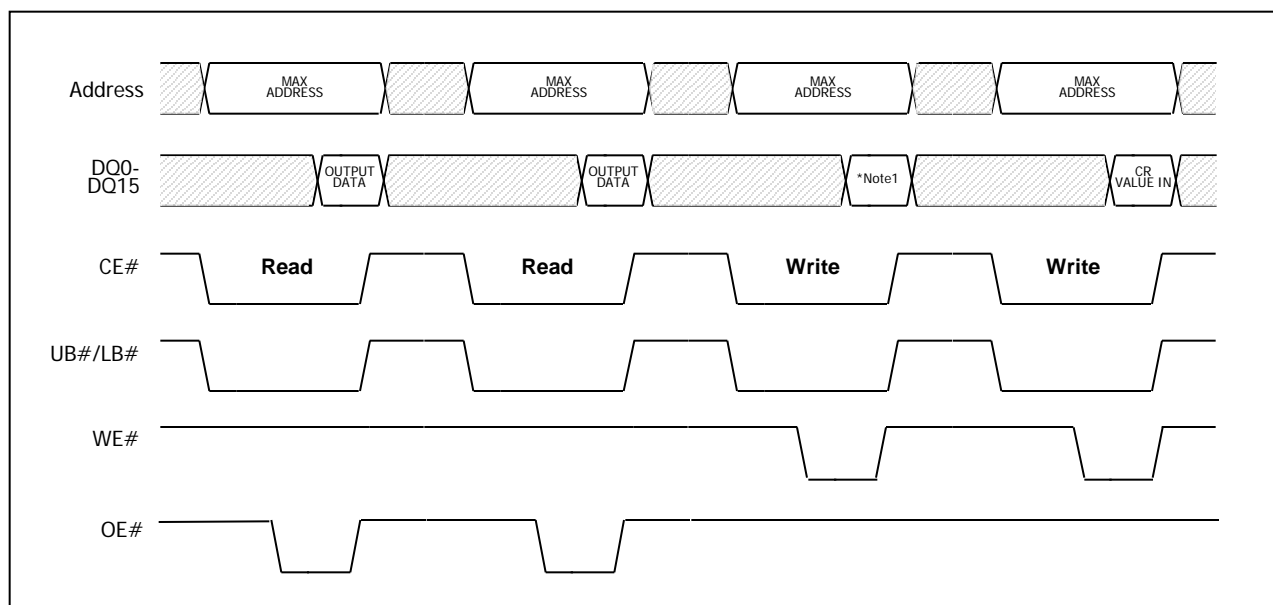 Address
MAX
ADDRESS
MAX
ADDRESS
MAX
ADDRESS
MAX
ADDRESS
DQ0-
DQ15
OUTPUT
DATA
OUTPUT
DATA
*Note1
CR
VALUE IN
CE#
Read
Read
Write
Write
UB#/LB#
WE#
OE#